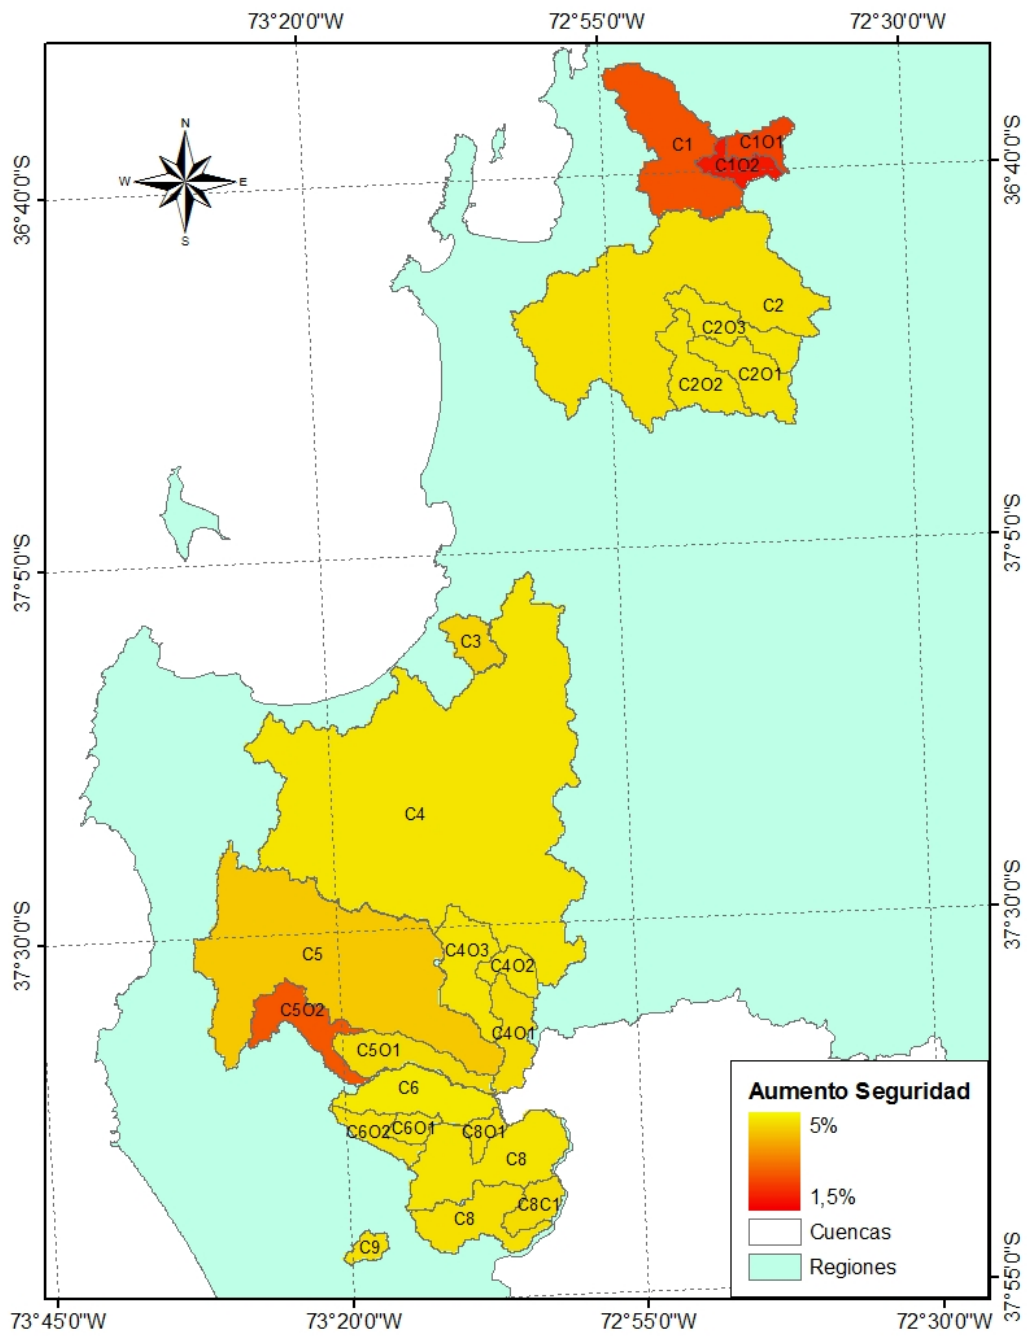 73°20'0"W 72°55'0"W 72°30'0"W
N
W E
S
36°40'0"S
36°40'0"S
C1
C1O1
C1O2
C2
C2O3
C2O1
C2O2
37°5'0"S
37°5'0"S
C3
C4
37°30'0"S
37°30'0"S
C4O3
C5
C4O2
C5O2
C4O1
C5O1
C6
C6O2
C6O1
C8O1
C8
C8C1
C8
C9
Aumento Seguridad
5%
1,5%
Cuencas
Regiones
37°55'0"S
73°45'0"W 73°20'0"W 72°55'0"W 72°30'0"W